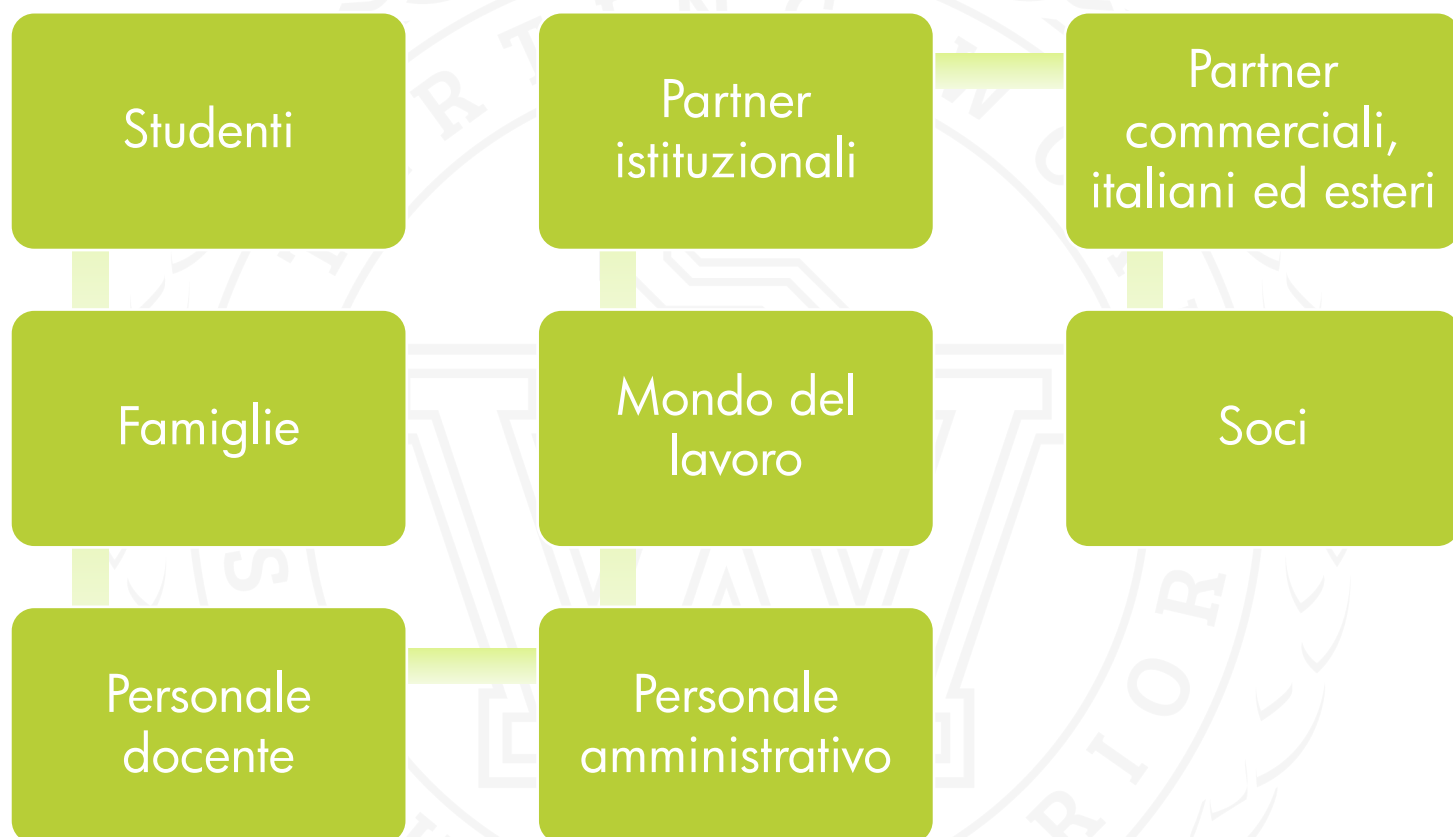 Studenti
Famiglie
Personale
docente
Personale
amministrativo
Mondo del
lavoro
Partner
istituzionali
Partner
commerciali,
italiani ed esteri
Soci